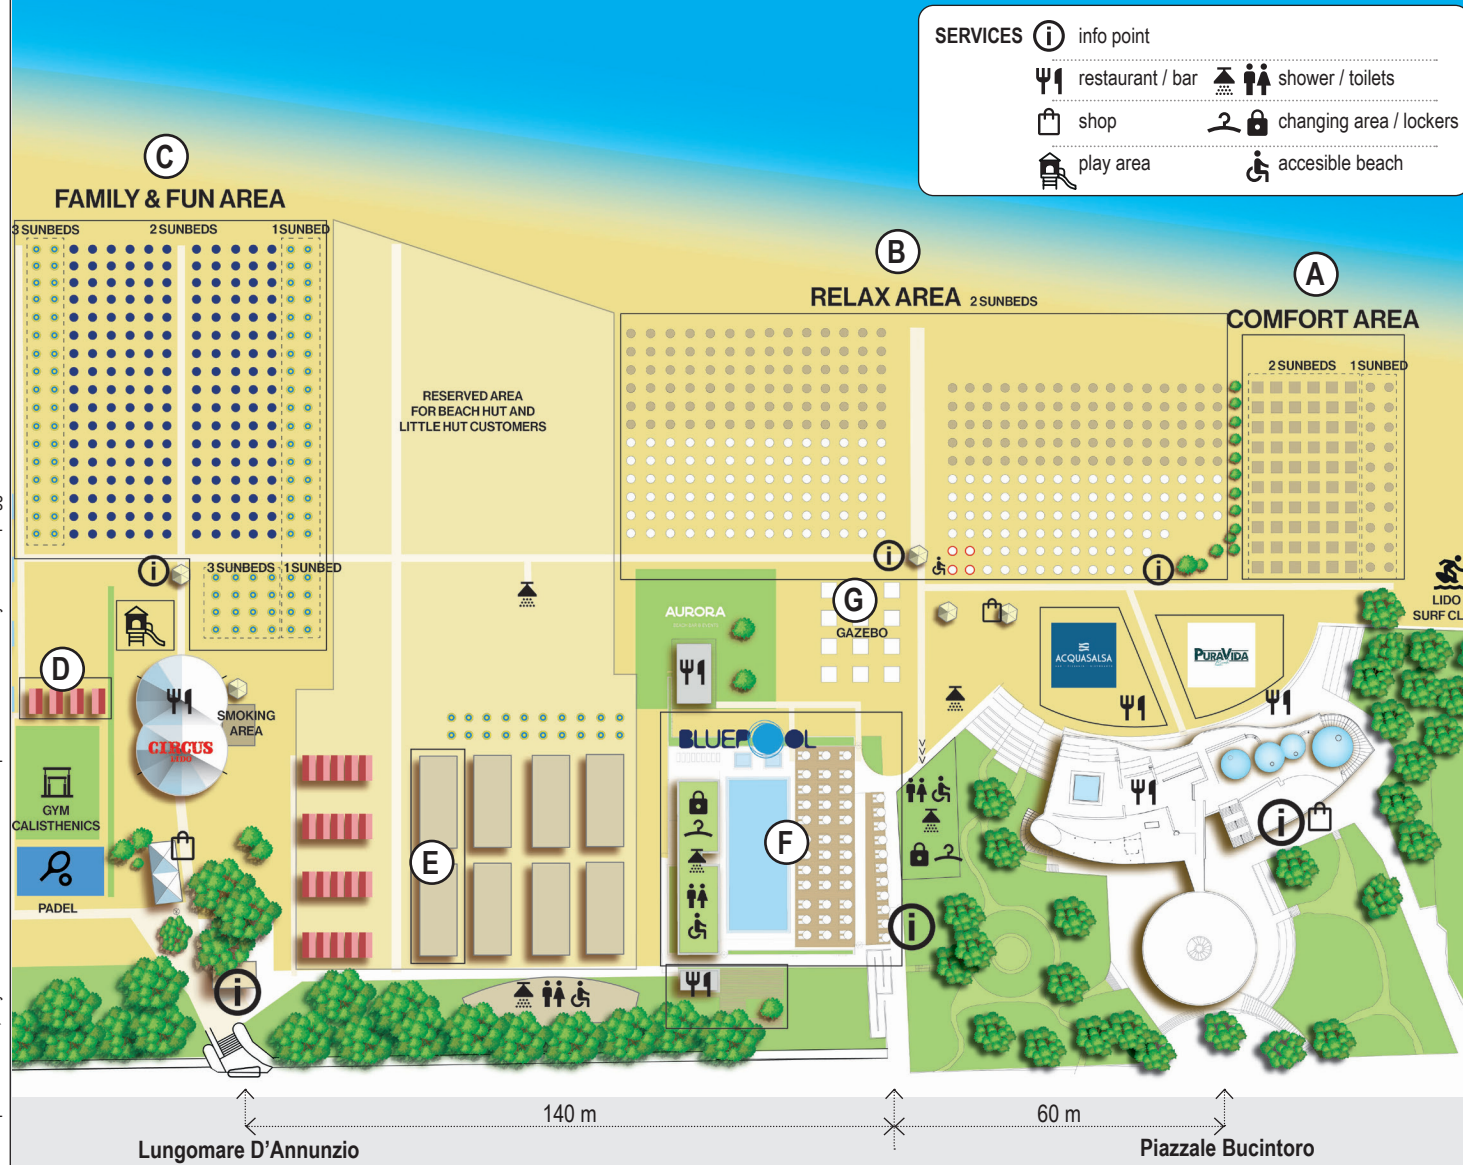 SERVICES i info point
restaurant / bar shower / toilets
shop changing area / lockers
play area accesible beach
C
FAMILY & FUN AREA
3 SUNBEDS 2 SUNBEDS 1 SUNBED
B
RELAX AREA 2 SUNBEDS
A
COMFORT AREA
2 SUNBEDS 1 SUNBED
RESERVED AREA
FOR BEACH HUT AND
LITTLE HUT CUSTOMERS
i
3 SUNBEDS 1 SUNBED
i
i
AURORA
G
GAZEBO
LIDO
SURF CL
ACQUASALSA
PURAVIDA
D
SMOKING
AREA
CIRCUS
LIDO
BLUEPOOL
GYM
CALISTHENICS
PADEL
E
F
i
i
i
140 m
60 m
Lungomare D'Annunzio
Piazzale Bucintoro